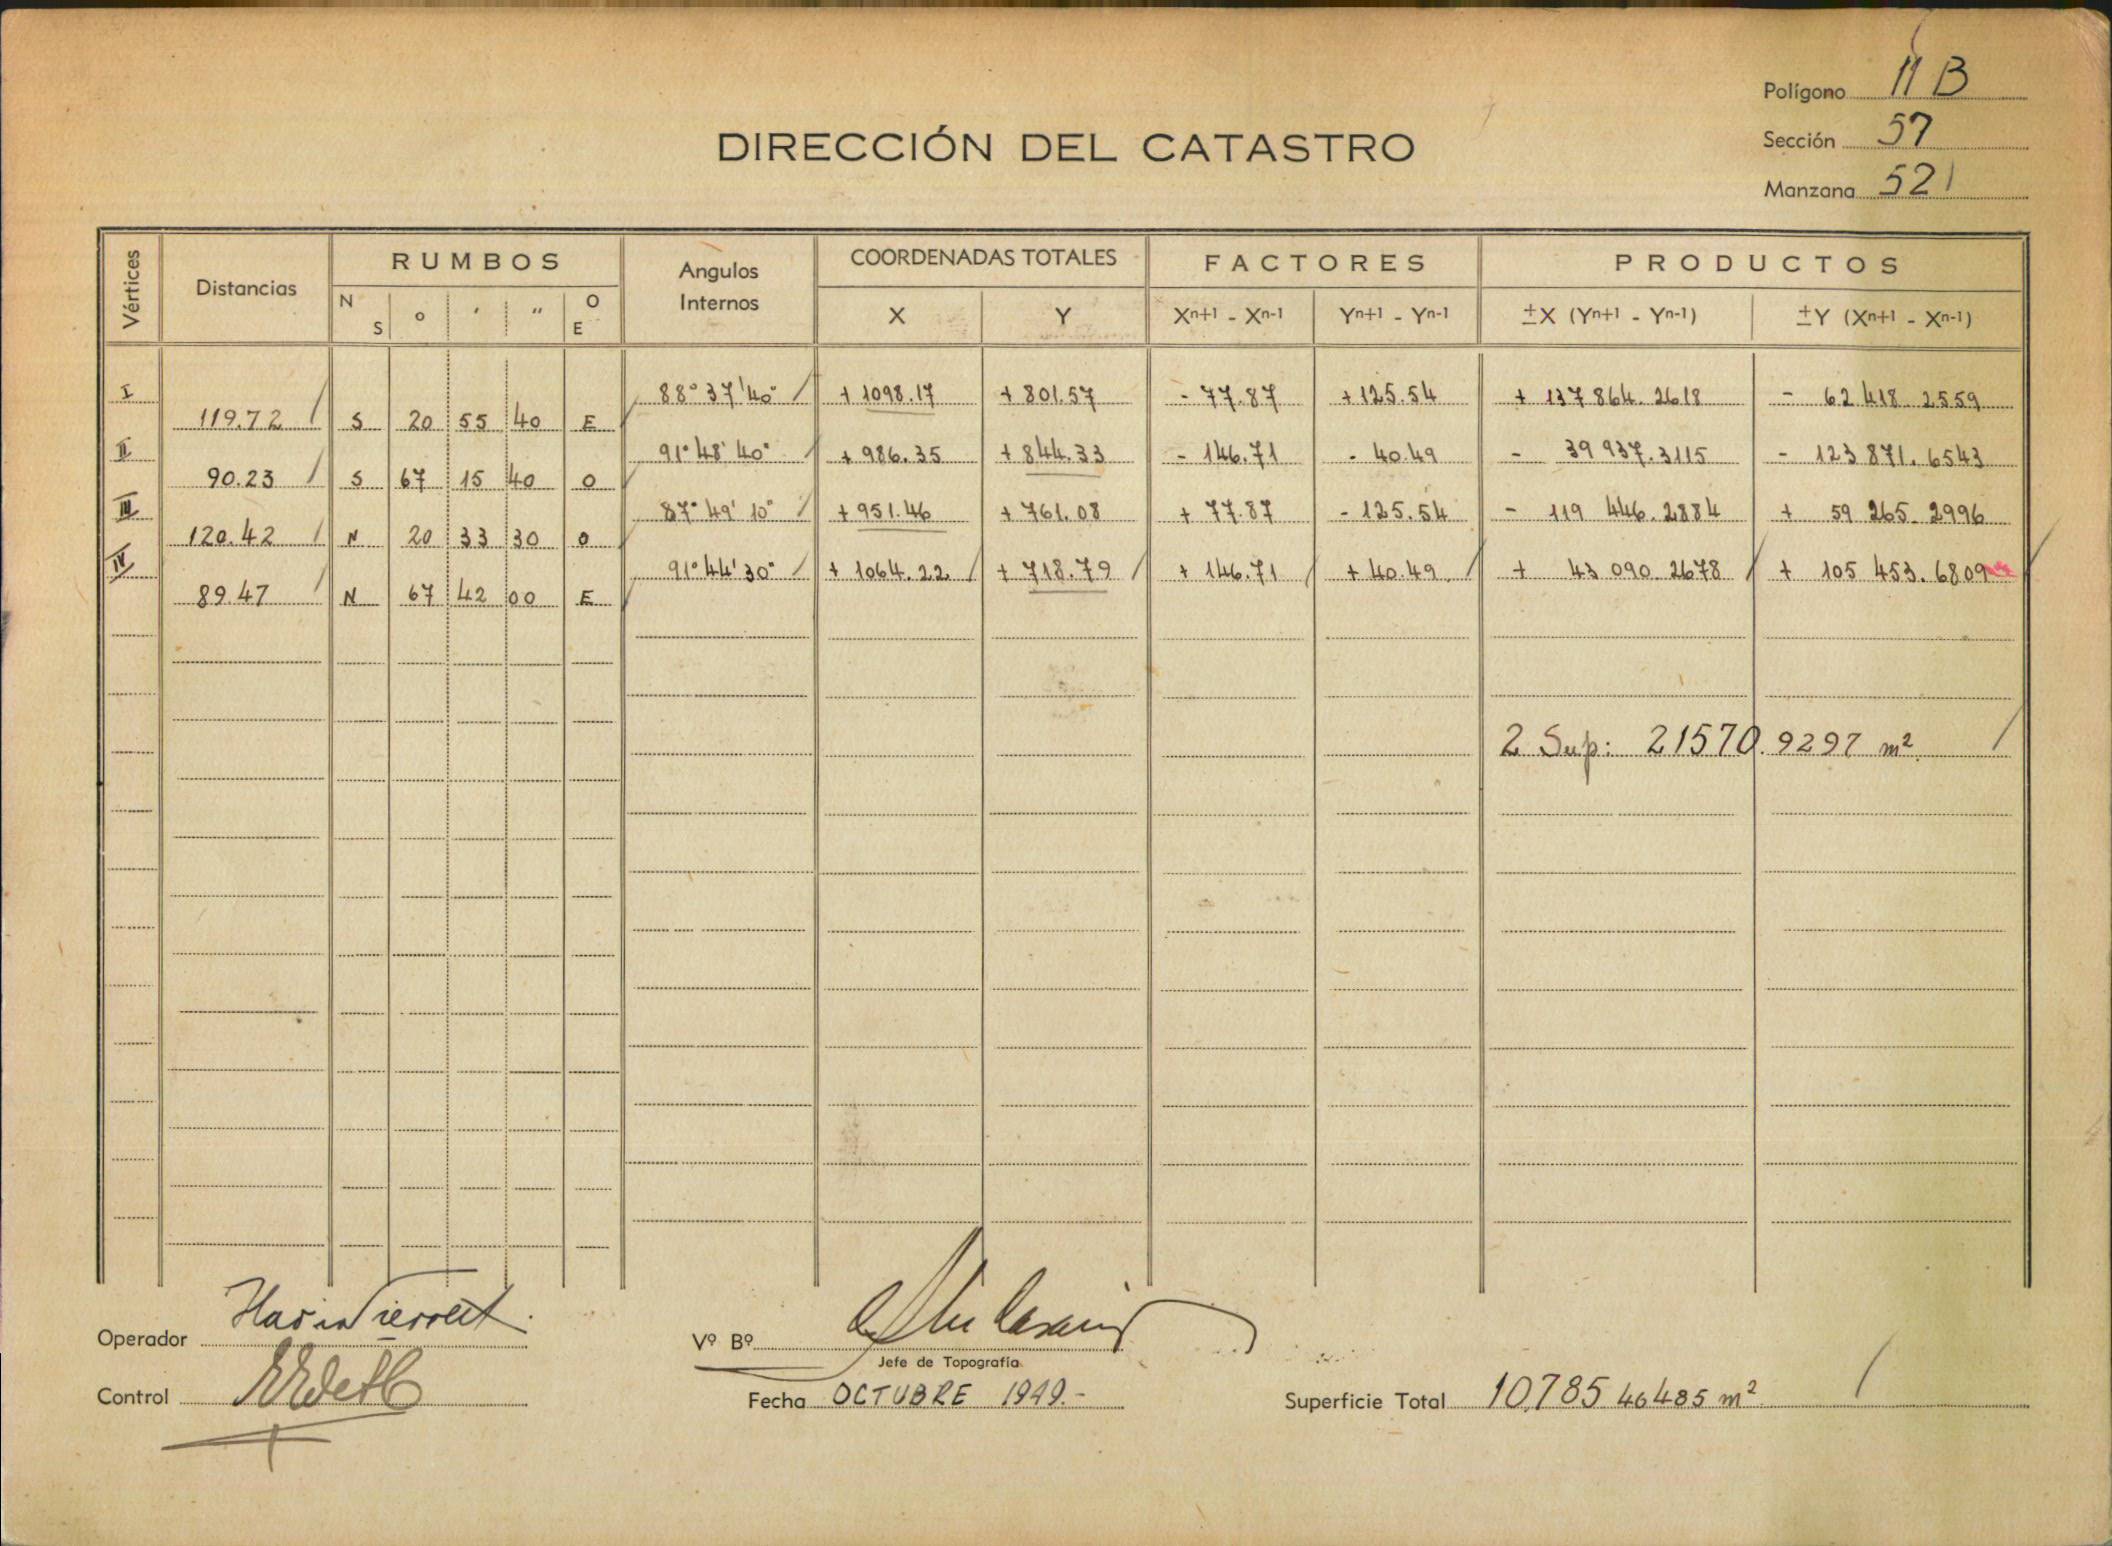 Polígono 11 B
DIRECCIÓN DEL CATASTRO
Sección 57
Manzana 521
Vértices Distancias RUMBOS Angulos Internos COORDENADAS TOTALES FACTORES PRODUCTOS
N S o ′ ″ O E X Y Xn+1 - Xn-1 Yn+1 - Yn-1 ±X (Yn+1 - Yn-1) ±Y (Xn+1 - Xn-1)
I 88° 37' 40" + 1098.17 + 801.57 - 77.87 + 125.54 + 137 864. 2618 - 62 418 2559
119.72 S 20 55 40 E
II 91° 48' 40" + 986.35 + 844.33 - 146.71 - 40.49 - 39 937.3115 - 123 871. 6543
90.23 S 67 15 40 O
III 87° 49' 10" + 951.46 + 761.08 + 77.87 - 125.54 - 119 446.2884 + 59 265. 2996
120.42 N 20 33 30 O
IV 91° 44' 30" + 1064.22 + 718.79 + 146.71 + 40.49 + 43 090 2678 + 105 453. 6809
89.47 N 67 42 00 E
2 Sup: 21570.9297 m²
Operador
Vº Bº
Jefe de Topografía
Control
Fecha OCTUBRE 1949.-
Superficie Total 10.785 46485 m²